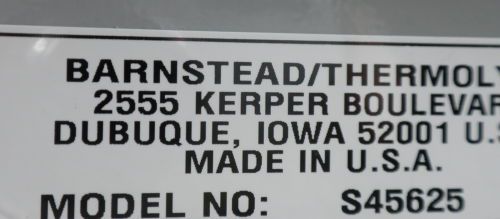 BARNSTEAD/THERMOLY
2555 KERPER BOULEVAR
DUBUQUE, IOWA 52001 U.S
MADE IN U.S.A.
MODEL NO: S45625